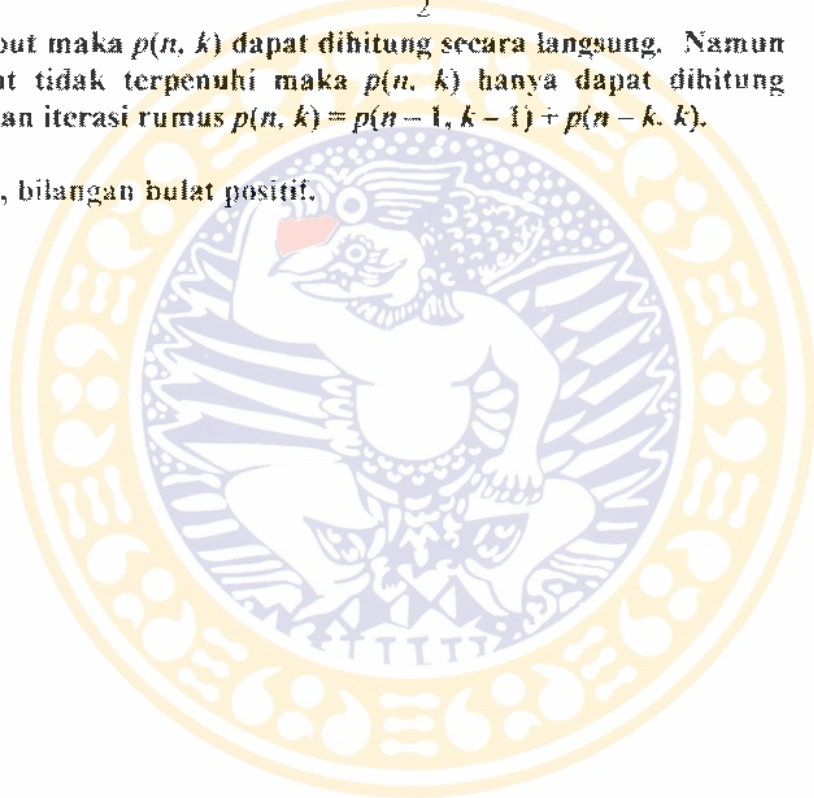 2
but maka p(n, k) dapat dihitung secara langsung. Namun
at tidak terpenuhi maka p(n, k) hanya dapat dihitung
an iterasi rumus p(n, k) = p(n – 1, k – 1) + p(n – k, k).
, bilangan bulat positif.